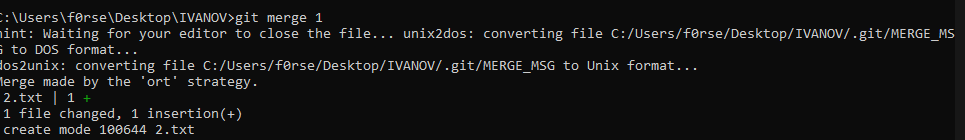 C:\Users\f0rse\Desktop\IVANOV>git merge 1
hint: Waiting for your editor to close the file... unix2dos: converting file C:/Users/f0rse/Desktop/IVANOV/.git/MERGE_MS
G to DOS format...
dos2unix: converting file C:/Users/f0rse/Desktop/IVANOV/.git/MERGE_MSG to Unix format...
Merge made by the 'ort' strategy.
2.txt | 1 +
1 file changed, 1 insertion(+)
create mode 100644 2.txt